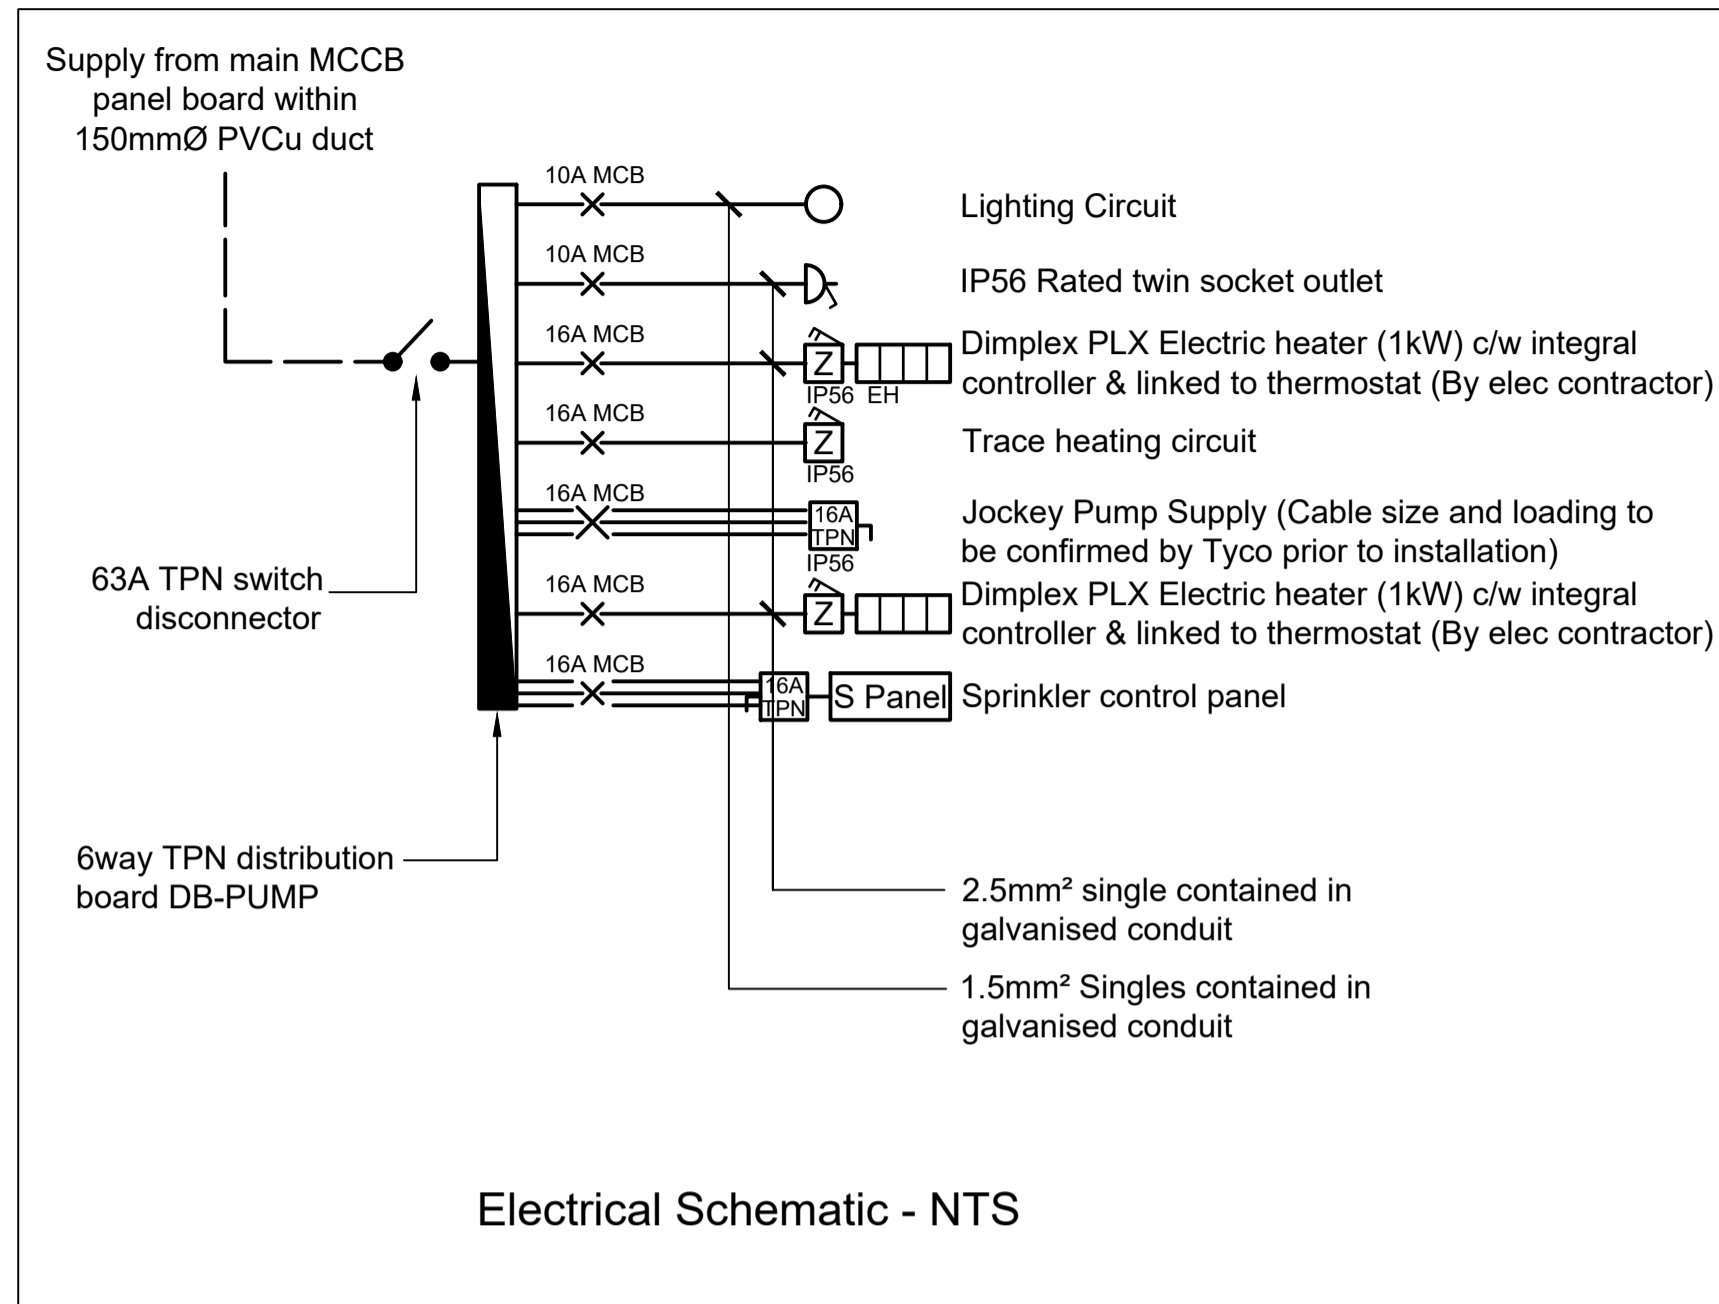 Supply from main MCCB
panel board within
150mmØ PVCu duct
10A MCB
Lighting Circuit
10A MCB
IP56 Rated twin socket outlet
16A MCB
Z
IP56 EH
Dimplex PLX Electric heater (1kW) c/w integral
controller & linked to thermostat (By elec contractor)
16A MCB
Z
IP56
Trace heating circuit
16A MCB
16A
TPN
IP56
Jockey Pump Supply (Cable size and loading to
be confirmed by Tyco prior to installation)
63A TPN switch
disconnector
16A MCB
Z
Dimplex PLX Electric heater (1kW) c/w integral
controller & linked to thermostat (By elec contractor)
16A MCB
16A
TPN
S Panel
Sprinkler control panel
6way TPN distribution
board DB-PUMP
2.5mm² single contained in
galvanised conduit
1.5mm² Singles contained in
galvanised conduit
Electrical Schematic - NTS